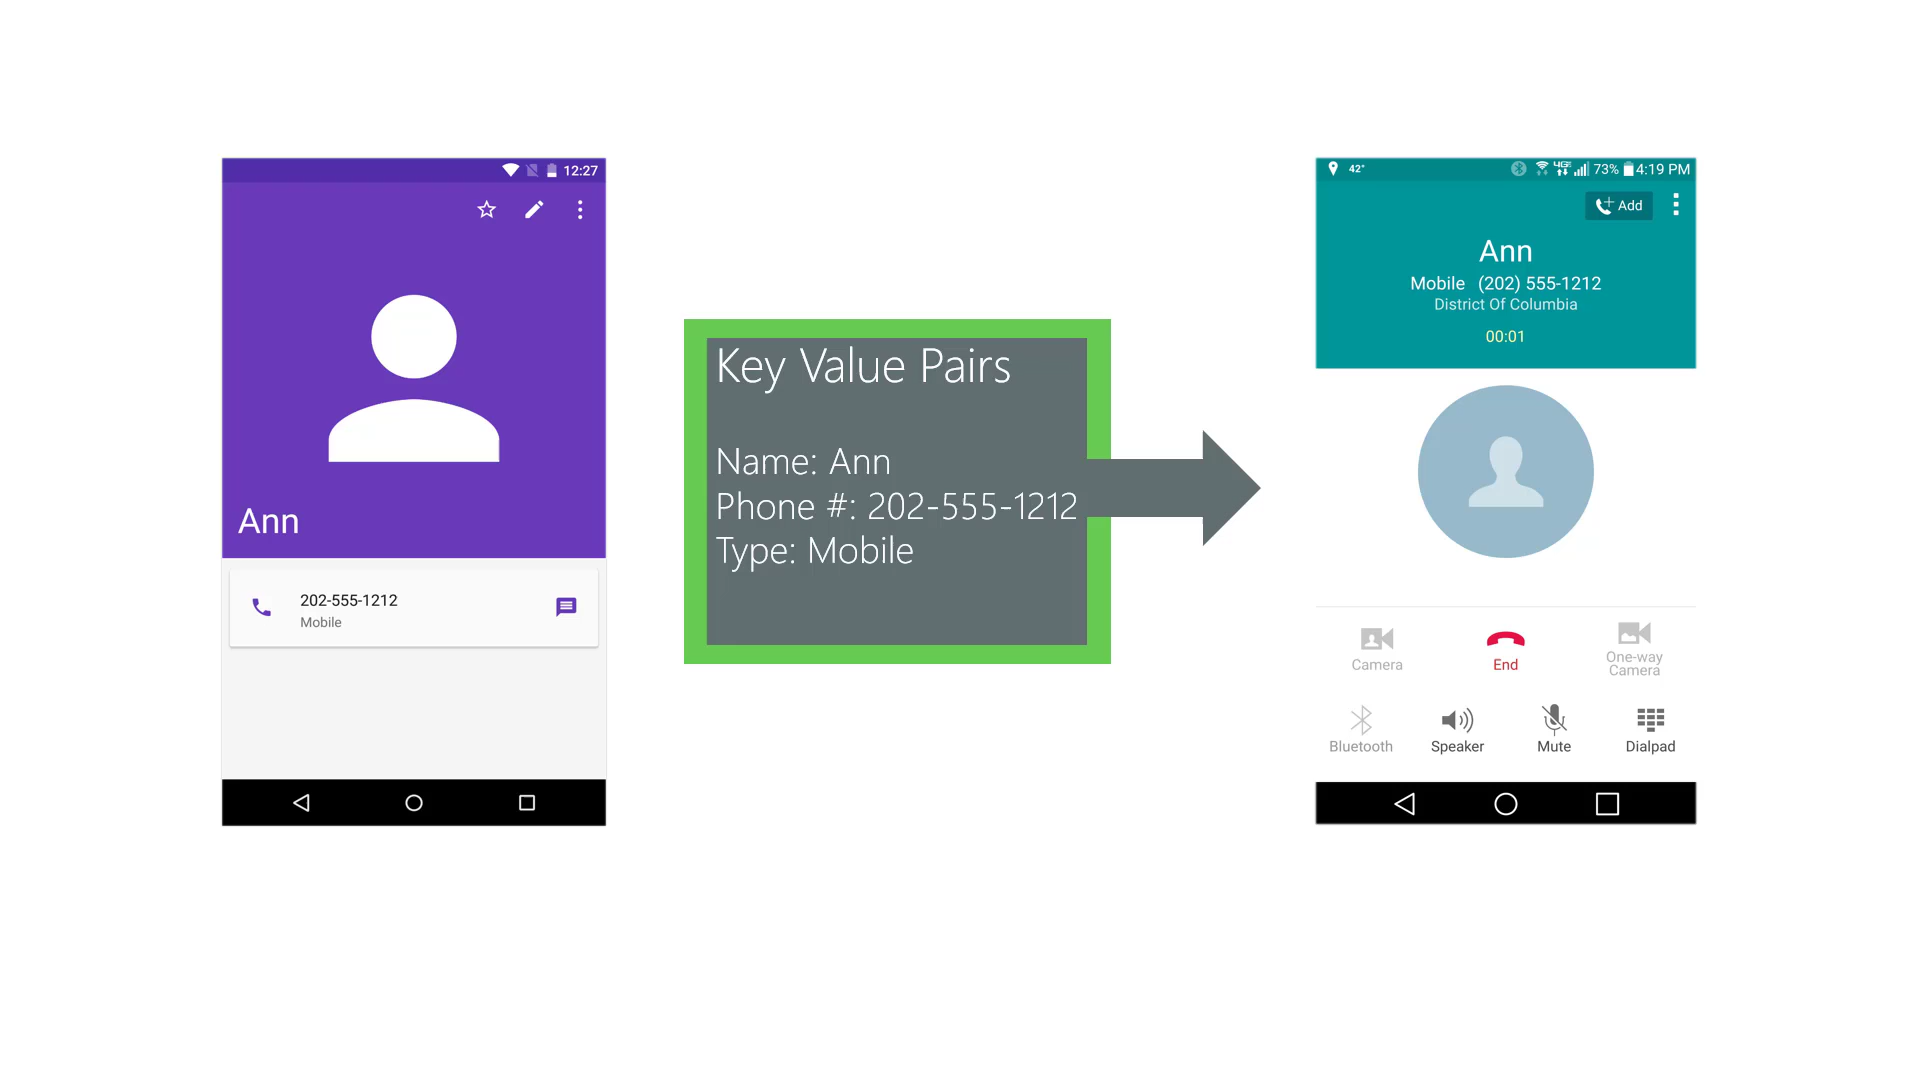 12:27
Ann
202-555-1212
Mobile
Key Value Pairs
Name: Ann
Phone #: 202-555-1212
Type: Mobile
42° 4G 73% 4:19 PM
Add
Ann
Mobile (202) 555-1212
District Of Columbia
00:01
Camera
End
One-way
Camera
Bluetooth
Speaker
Mute
Dialpad